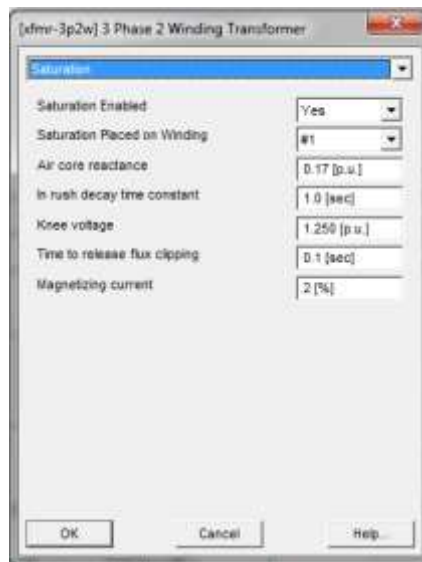 [xfmr-3p2w] 3 Phase 2 Winding Transformer
Saturation
Saturation Enabled Yes
Saturation Placed on Winding #1
Air core reactance 0.17 [p.u.]
In rush decay time constant 1.0 [sec]
Knee voltage 1.250 [p.u.]
Time to release flux clipping 0.1 [sec]
Magnetizing current 2 [%]
OK Cancel Help...